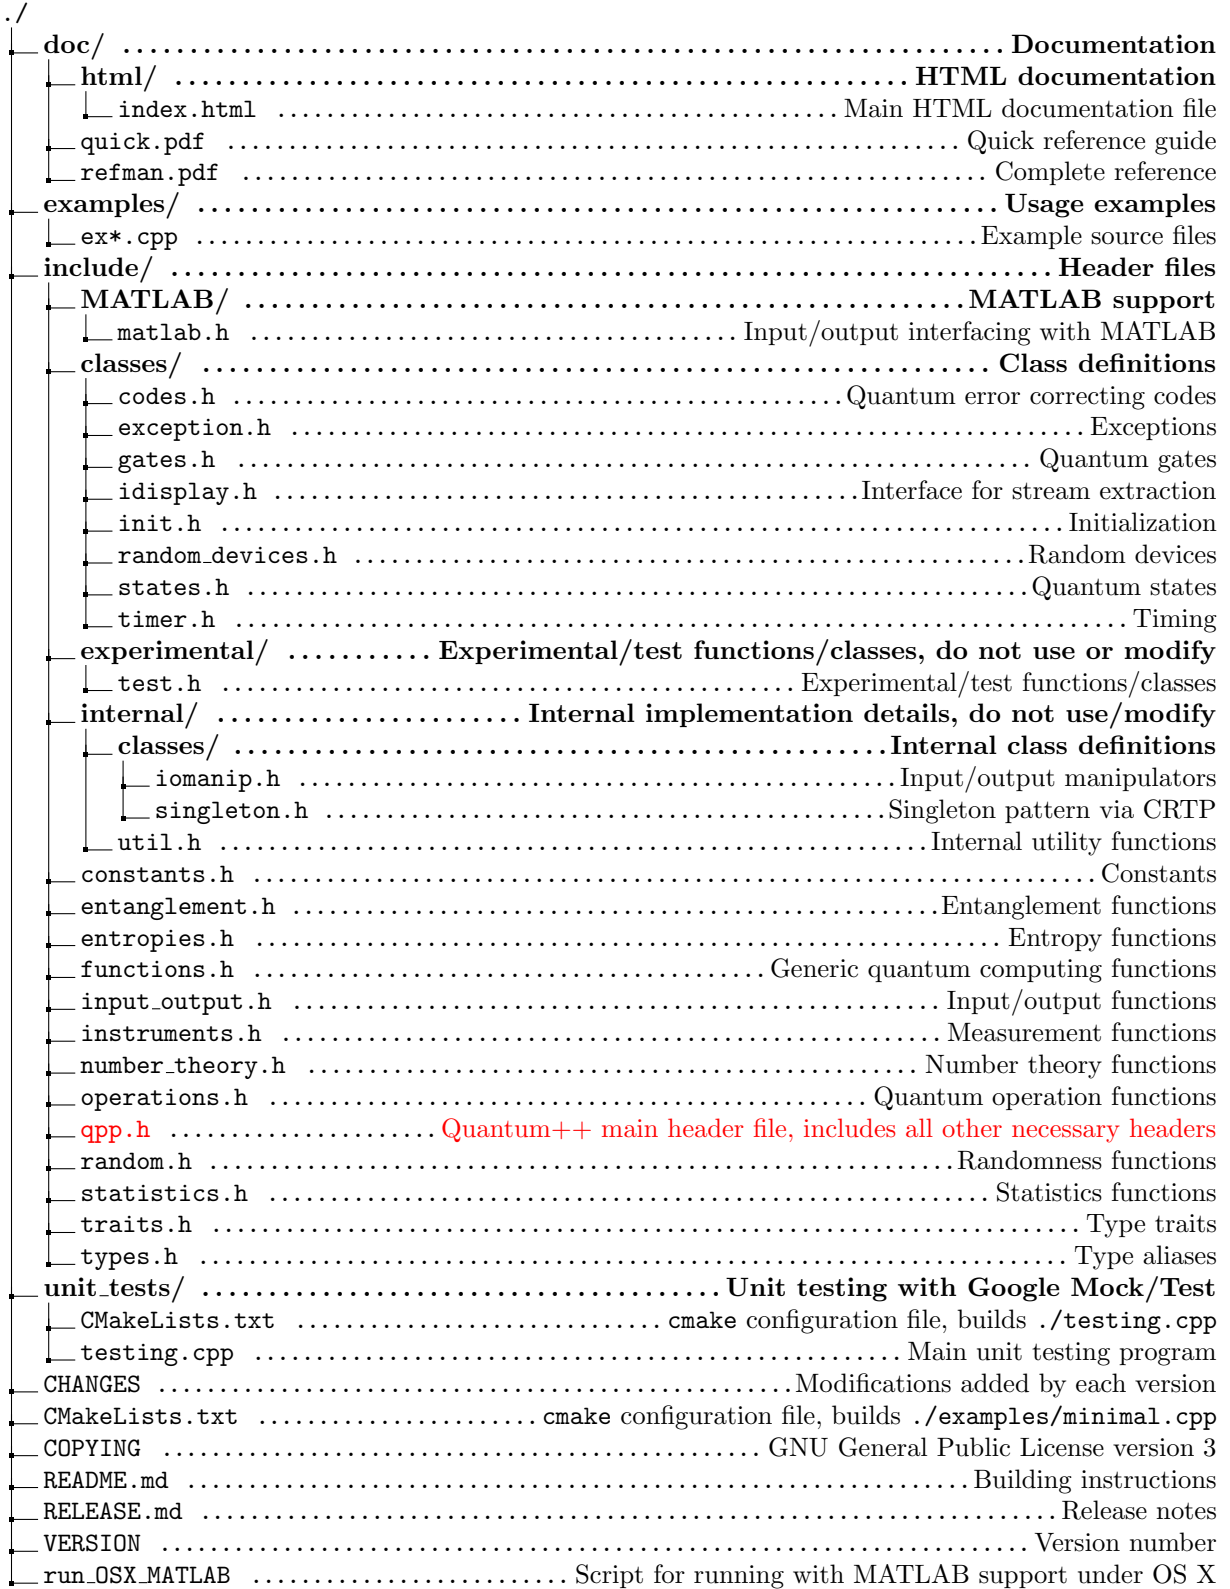 ./
doc/ Documentation
html/ HTML documentation
index.html Main HTML documentation file
quick.pdf Quick reference guide
refman.pdf Complete reference
examples/ Usage examples
ex*.cpp Example source files
include/ Header files
MATLAB/ MATLAB support
matlab.h Input/output interfacing with MATLAB
classes/ Class definitions
codes.h Quantum error correcting codes
exception.h Exceptions
gates.h Quantum gates
idisplay.h Interface for stream extraction
init.h Initialization
random_devices.h Random devices
states.h Quantum states
timer.h Timing
experimental/ Experimental/test functions/classes, do not use or modify
test.h Experimental/test functions/classes
internal/ Internal implementation details, do not use/modify
classes/ Internal class definitions
iomanip.h Input/output manipulators
singleton.h Singleton pattern via CRTP
util.h Internal utility functions
constants.h Constants
entanglement.h Entanglement functions
entropies.h Entropy functions
functions.h Generic quantum computing functions
input_output.h Input/output functions
instruments.h Measurement functions
number_theory.h Number theory functions
operations.h Quantum operation functions
qpp.h Quantum++ main header file, includes all other necessary headers
random.h Randomness functions
statistics.h Statistics functions
traits.h Type traits
types.h Type aliases
unit_tests/ Unit testing with Google Mock/Test
CMakeLists.txt cmake configuration file, builds ./testing.cpp
testing.cpp Main unit testing program
CHANGES Modifications added by each version
CMakeLists.txt cmake configuration file, builds ./examples/minimal.cpp
COPYING GNU General Public License version 3
README.md Building instructions
RELEASE.md Release notes
VERSION Version number
run_OSX_MATLAB Script for running with MATLAB support under OS X